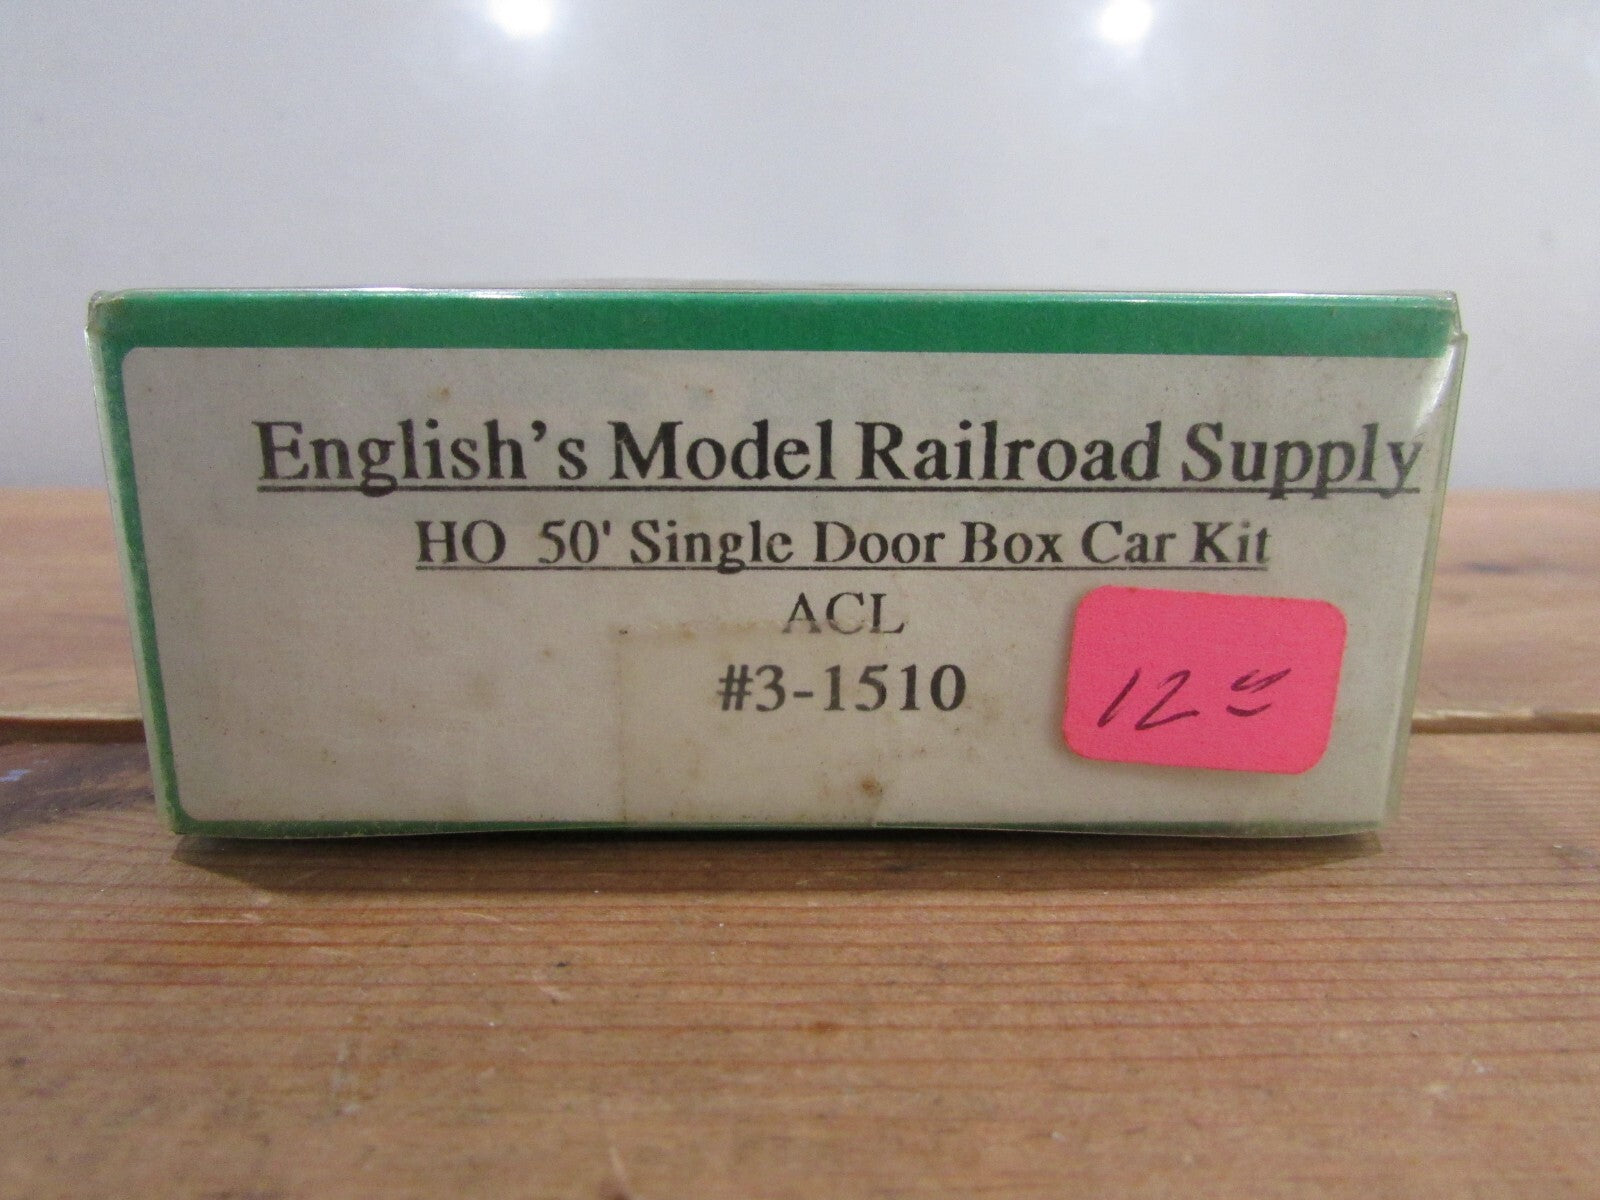 English's Model Railroad Supply
HO 50' Single Door Box Car Kit
ACL
#3-1510
12